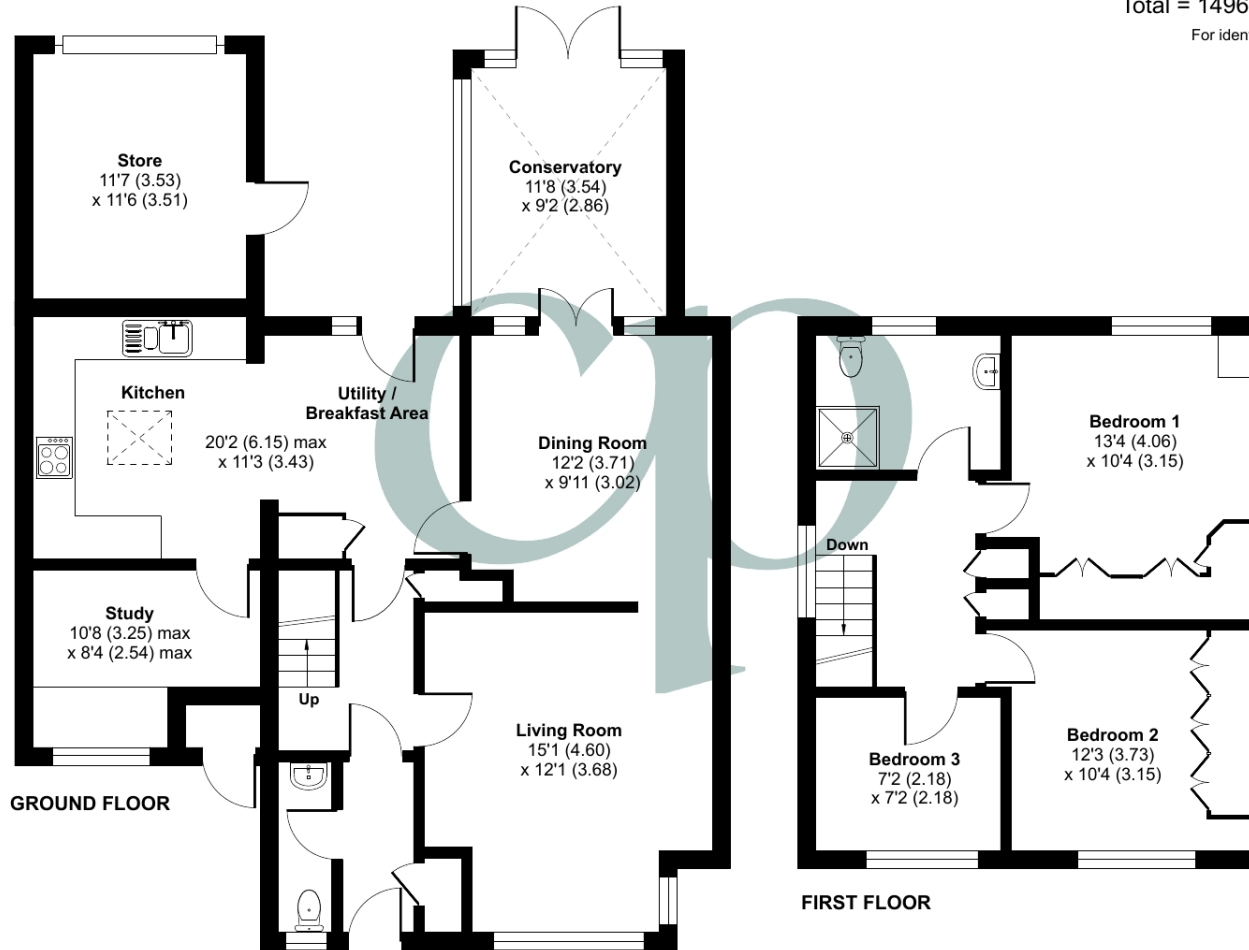 Total = 1496
For iden
Store
11'7 (3.53)
x 11'6 (3.51)
Conservatory
11'8 (3.54)
x 9'2 (2.86)
Kitchen
Utility /
Breakfast Area
20'2 (6.15) max
x 11'3 (3.43)
Dining Room
12'2 (3.71)
x 9'11 (3.02)
Study
10'8 (3.25) max
x 8'4 (2.54) max
Up
Living Room
15'1 (4.60)
x 12'1 (3.68)
GROUND FLOOR
cp
Bedroom 1
13'4 (4.06)
x 10'4 (3.15)
Down
Bedroom 2
12'3 (3.73)
x 10'4 (3.15)
Bedroom 3
7'2 (2.18)
x 7'2 (2.18)
FIRST FLOOR